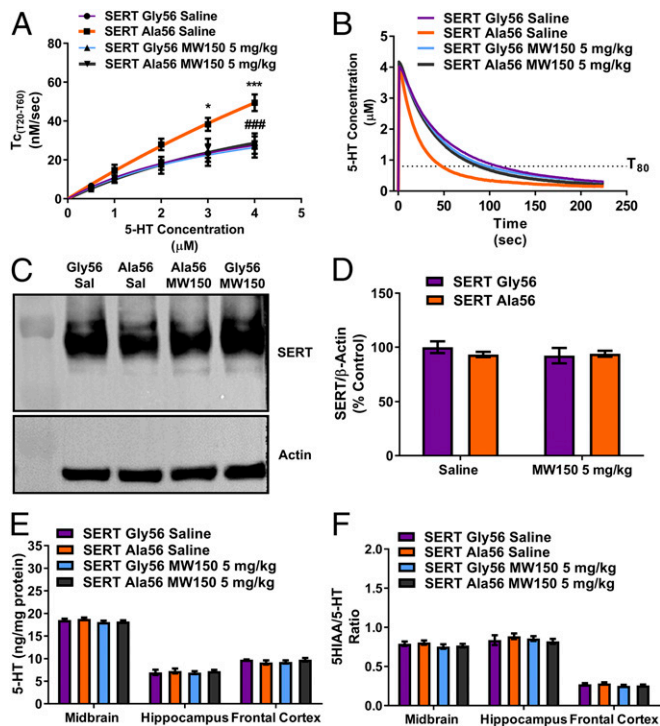 A
SERT Gly56 Saline
SERT Ala56 Saline
SERT Gly56 MW150 5 mg/kg
SERT Ala56 MW150 5 mg/kg
Tc(T20-T60)
(nM/sec)
80
60
40
20
0
* *** ###
0 1 2 3 4 5
5-HT Concentration
(μM)
B
SERT Gly56 Saline
SERT Ala56 Saline
SERT Gly56 MW150 5 mg/kg
SERT Ala56 MW150 5 mg/kg
5-HT Concentration
(μM)
5
4
3
2
1
0
T80
0 50 100 150 200 250
Time
(sec)
C
Gly56 Ala56 Ala56 Gly56
Sal Sal MW150 MW150
SERT
Actin
D
SERT Gly56
SERT Ala56
SERT/β-Actin
(% Control)
150
100
50
0
Saline MW150 5 mg/kg
E
SERT Gly56 Saline
SERT Ala56 Saline
SERT Gly56 MW150 5 mg/kg
SERT Ala56 MW150 5 mg/kg
5-HT (ng/mg protein)
35
30
25
20
15
10
5
0
Midbrain Hippocampus Frontal Cortex
F
SERT Gly56 Saline
SERT Ala56 Saline
SERT Gly56 MW150 5 mg/kg
SERT Ala56 MW150 5 mg/kg
5HIAA/5-HT
Ratio
2.0
1.5
1.0
0.5
0.0
Midbrain Hippocampus Frontal Cortex